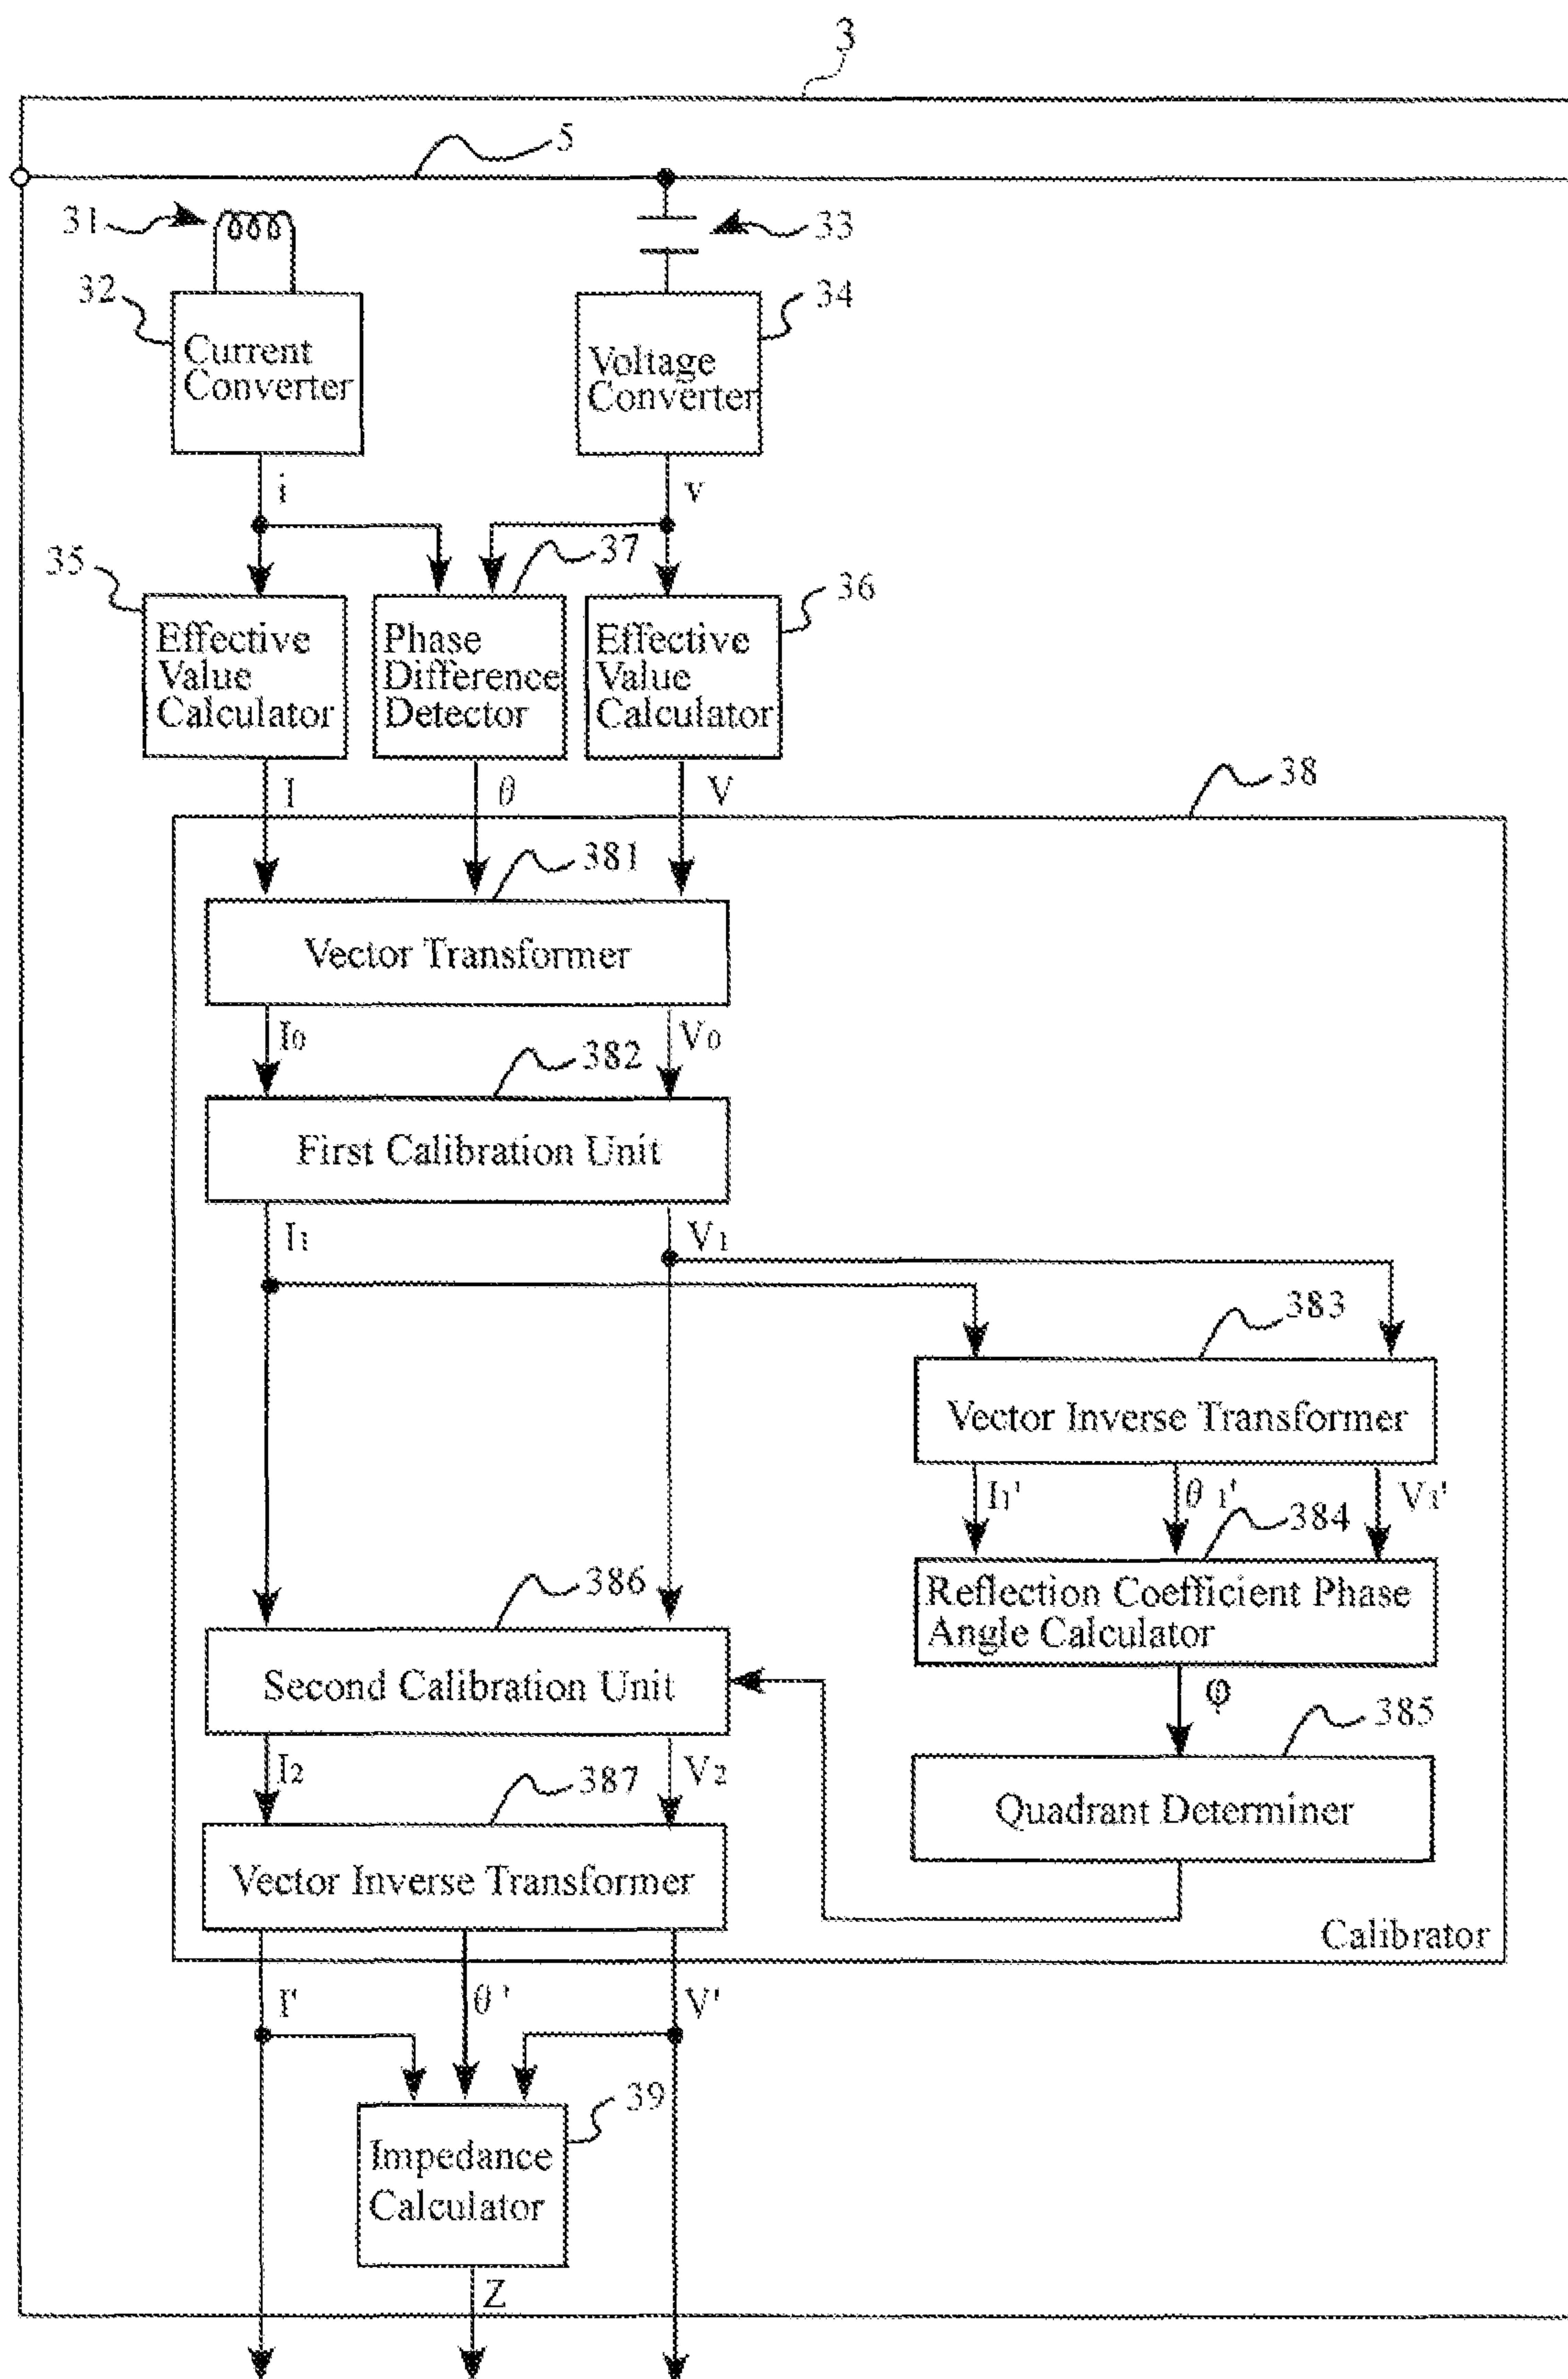 3
5
31
33
32
34
Current
Converter
Voltage
Converter
i
v
35
37
36
Effective
Value
Calculator
Phase
Difference
Detector
Effective
Value
Calculator
I
θ
V
38
381
Vector Transformer
I0
V0
382
First Calibration Unit
I1
V1
383
Vector Inverse Transformer
I1'
θ1'
V1'
384
Reflection Coefficient Phase
Angle Calculator
386
Second Calibration Unit
φ
385
I2
V2
387
Quadrant Determiner
Vector Inverse Transformer
Calibrator
I'
θ'
V'
39
Impedance
Calculator
Z